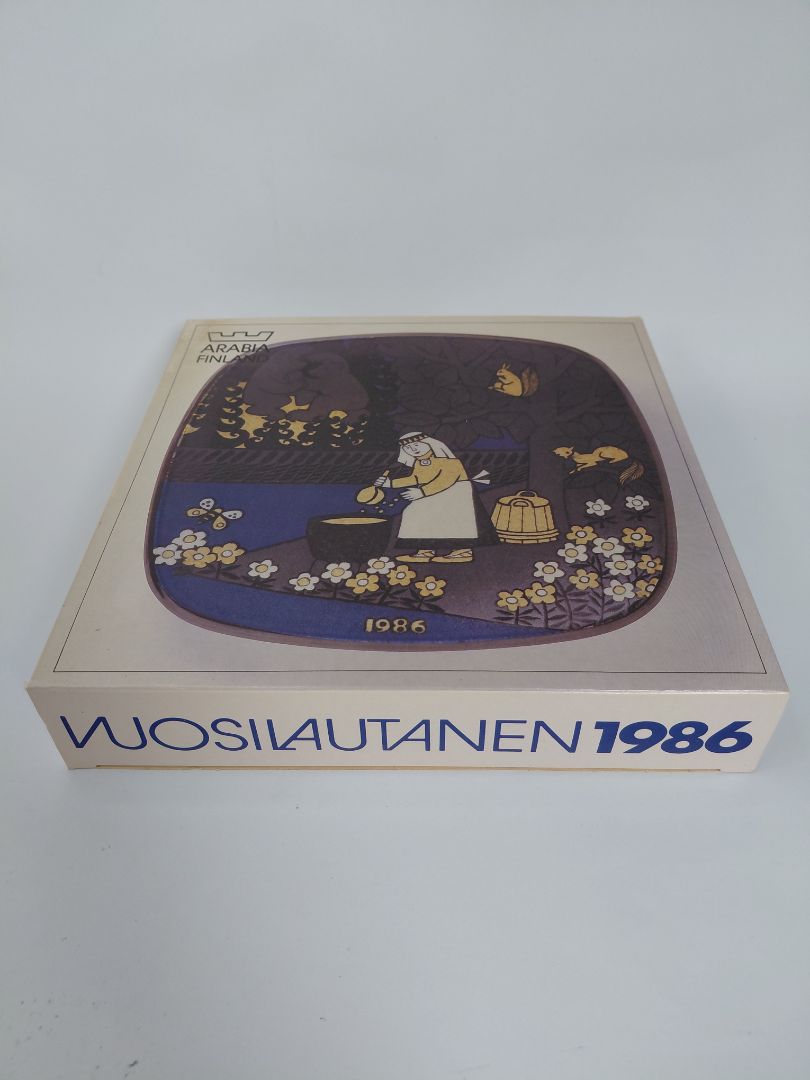 ARABIA
FINLAND
1986
VUOSILAUTANEN 1986